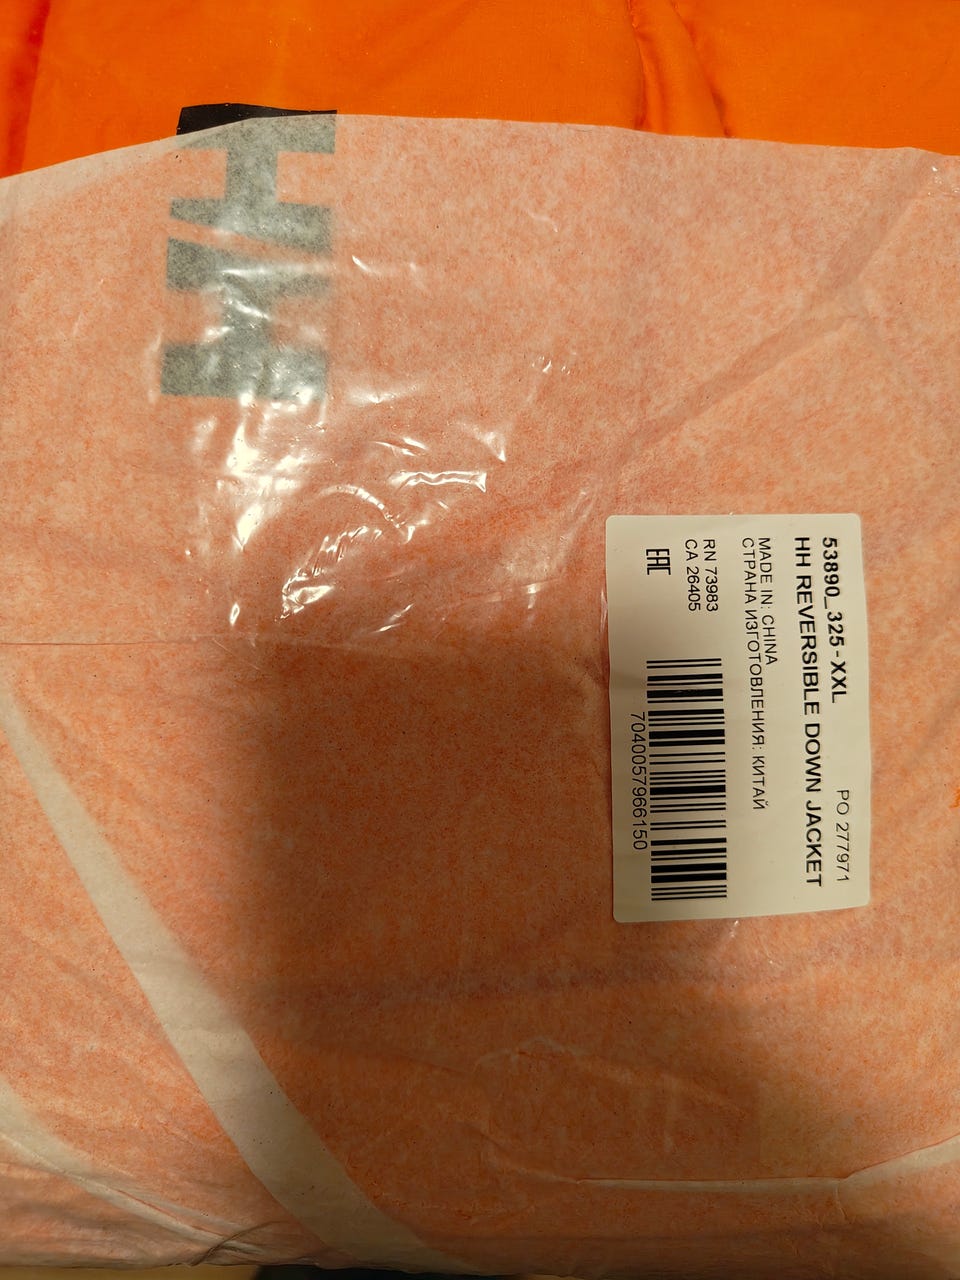 HH
53890_325-XXL
PO 277971
HH REVERSIBLE DOWN JACKET
MADE IN: CHINA
СТРАНА ИЗГОТОВЛЕНИЯ: КИТАЙ
RN 73983
CA 26405
EAC
7040057966150